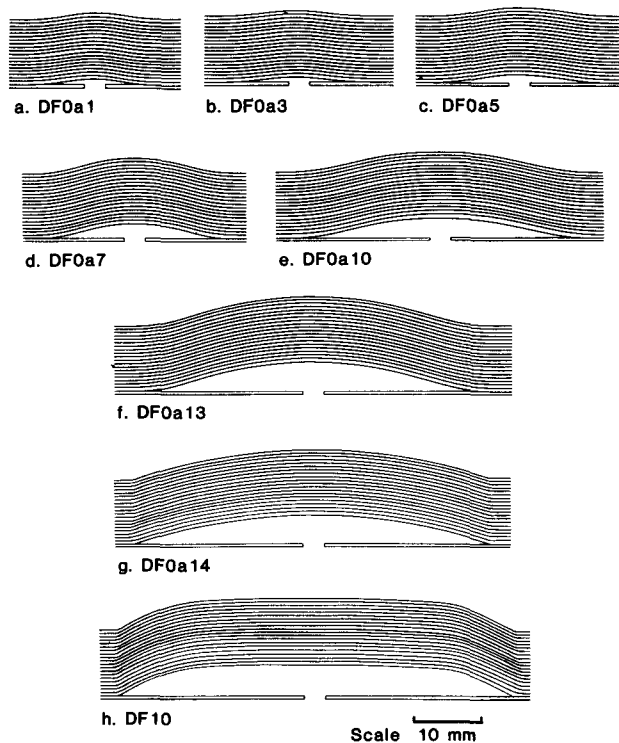 a. DF0a1
b. DF0a3
c. DF0a5
d. DF0a7
e. DF0a10
f. DF0a13
g. DF0a14
h. DF10
Scale 10 mm